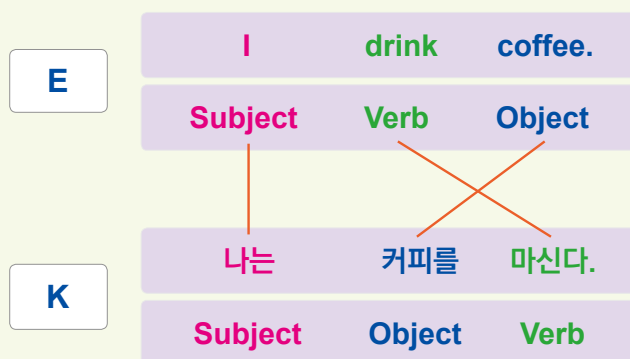 E
I drink coffee.
Subject Verb Object
K
나는 커피를 마신다.
Subject Object Verb